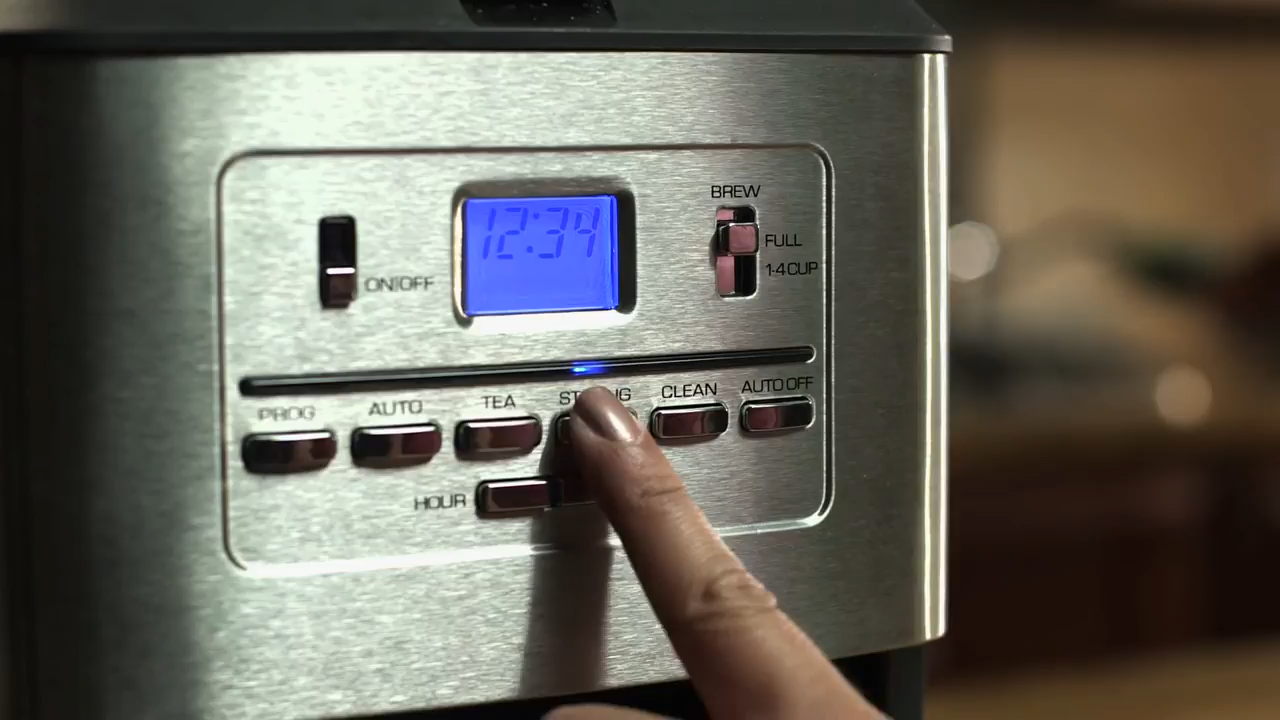 BREW
12:34
FULL
ON/OFF
1-4 CUP
PROG AUTO TEA CLEAN AUTO OFF
HOUR